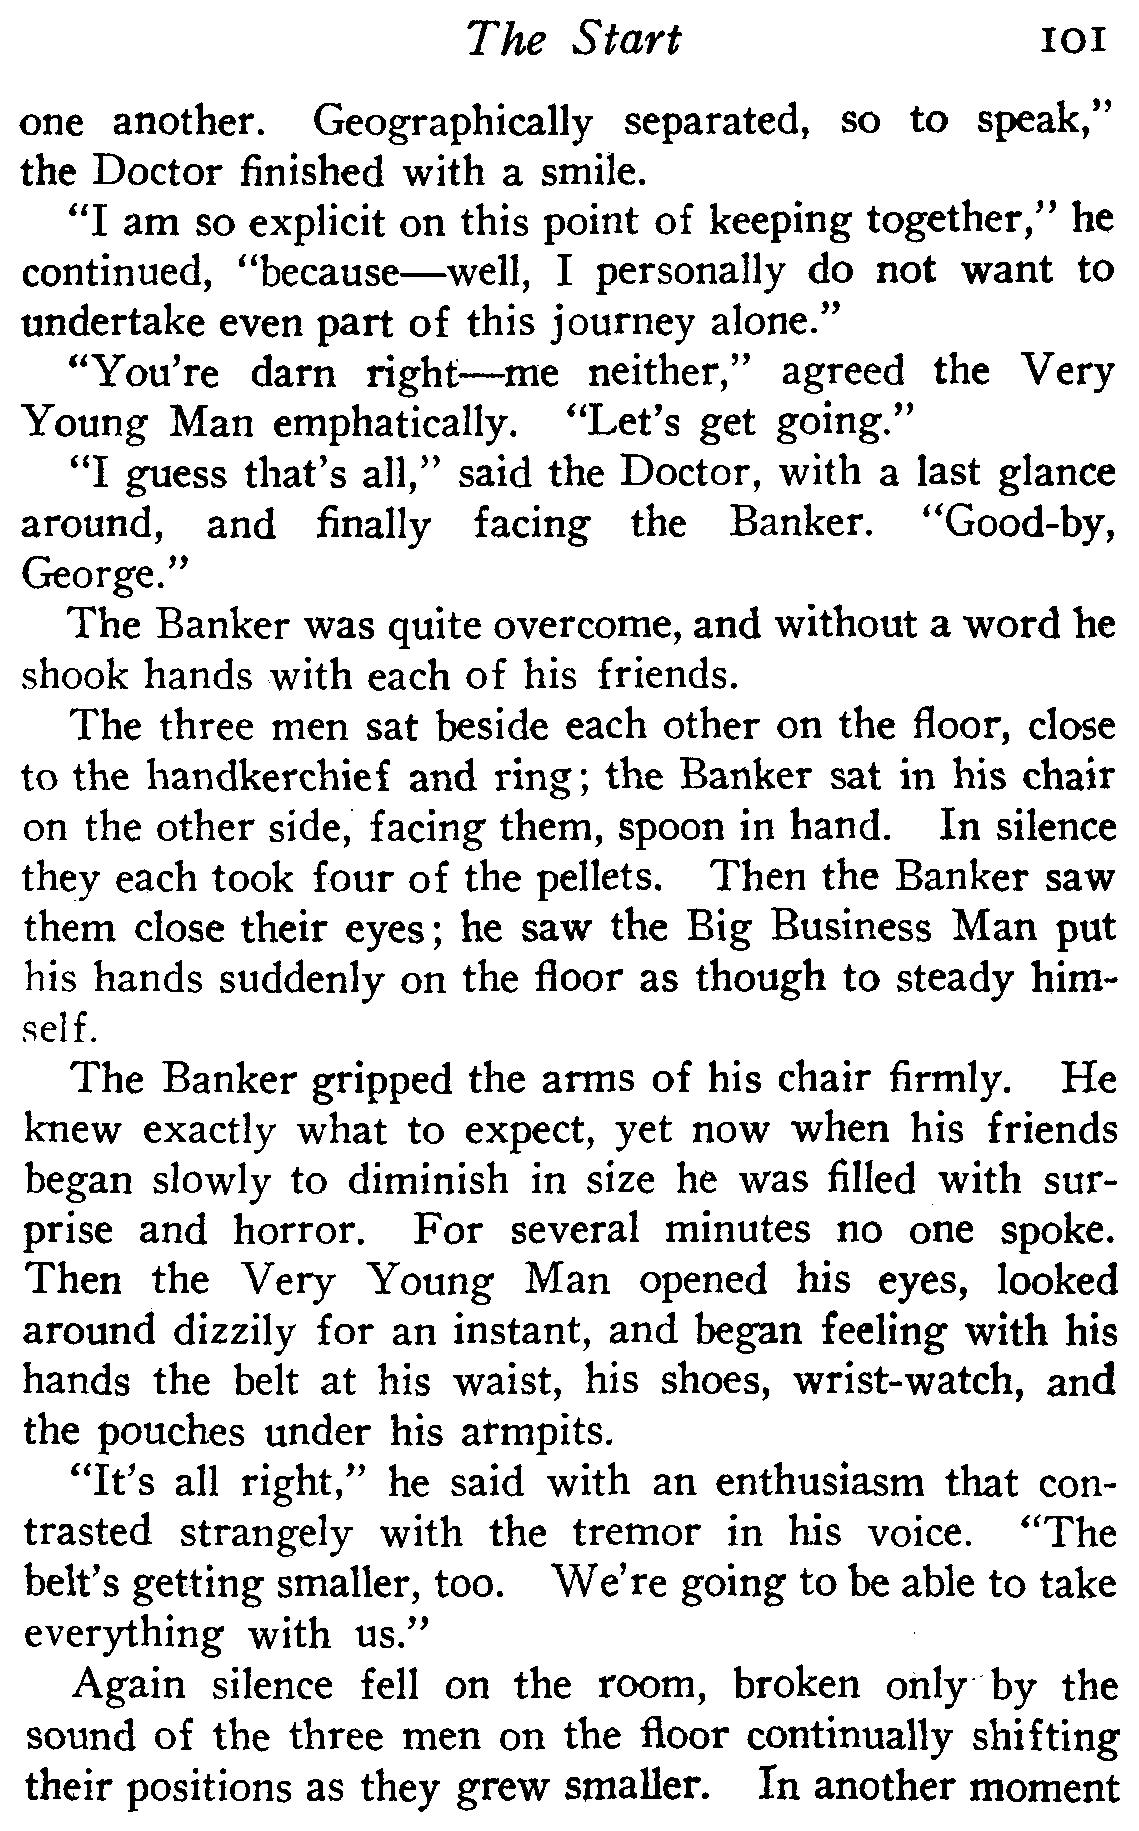 The Start 101
one another. Geographically separated, so to speak,"
the Doctor finished with a smile.
"I am so explicit on this point of keeping together," he
continued, "because—well, I personally do not want to
undertake even part of this journey alone."
"You're darn right—me neither," agreed the Very
Young Man emphatically. "Let's get going."
"I guess that's all," said the Doctor, with a last glance
around, and finally facing the Banker. "Good-by,
George."
The Banker was quite overcome, and without a word he
shook hands with each of his friends.
The three men sat beside each other on the floor, close
to the handkerchief and ring; the Banker sat in his chair
on the other side, facing them, spoon in hand. In silence
they each took four of the pellets. Then the Banker saw
them close their eyes; he saw the Big Business Man put
his hands suddenly on the floor as though to steady him-
self.
The Banker gripped the arms of his chair firmly. He
knew exactly what to expect, yet now when his friends
began slowly to diminish in size he was filled with sur-
prise and horror. For several minutes no one spoke.
Then the Very Young Man opened his eyes, looked
around dizzily for an instant, and began feeling with his
hands the belt at his waist, his shoes, wrist-watch, and
the pouches under his armpits.
"It's all right," he said with an enthusiasm that con-
trasted strangely with the tremor in his voice. "The
belt's getting smaller, too. We're going to be able to take
everything with us."
Again silence fell on the room, broken only by the
sound of the three men on the floor continually shifting
their positions as they grew smaller. In another moment